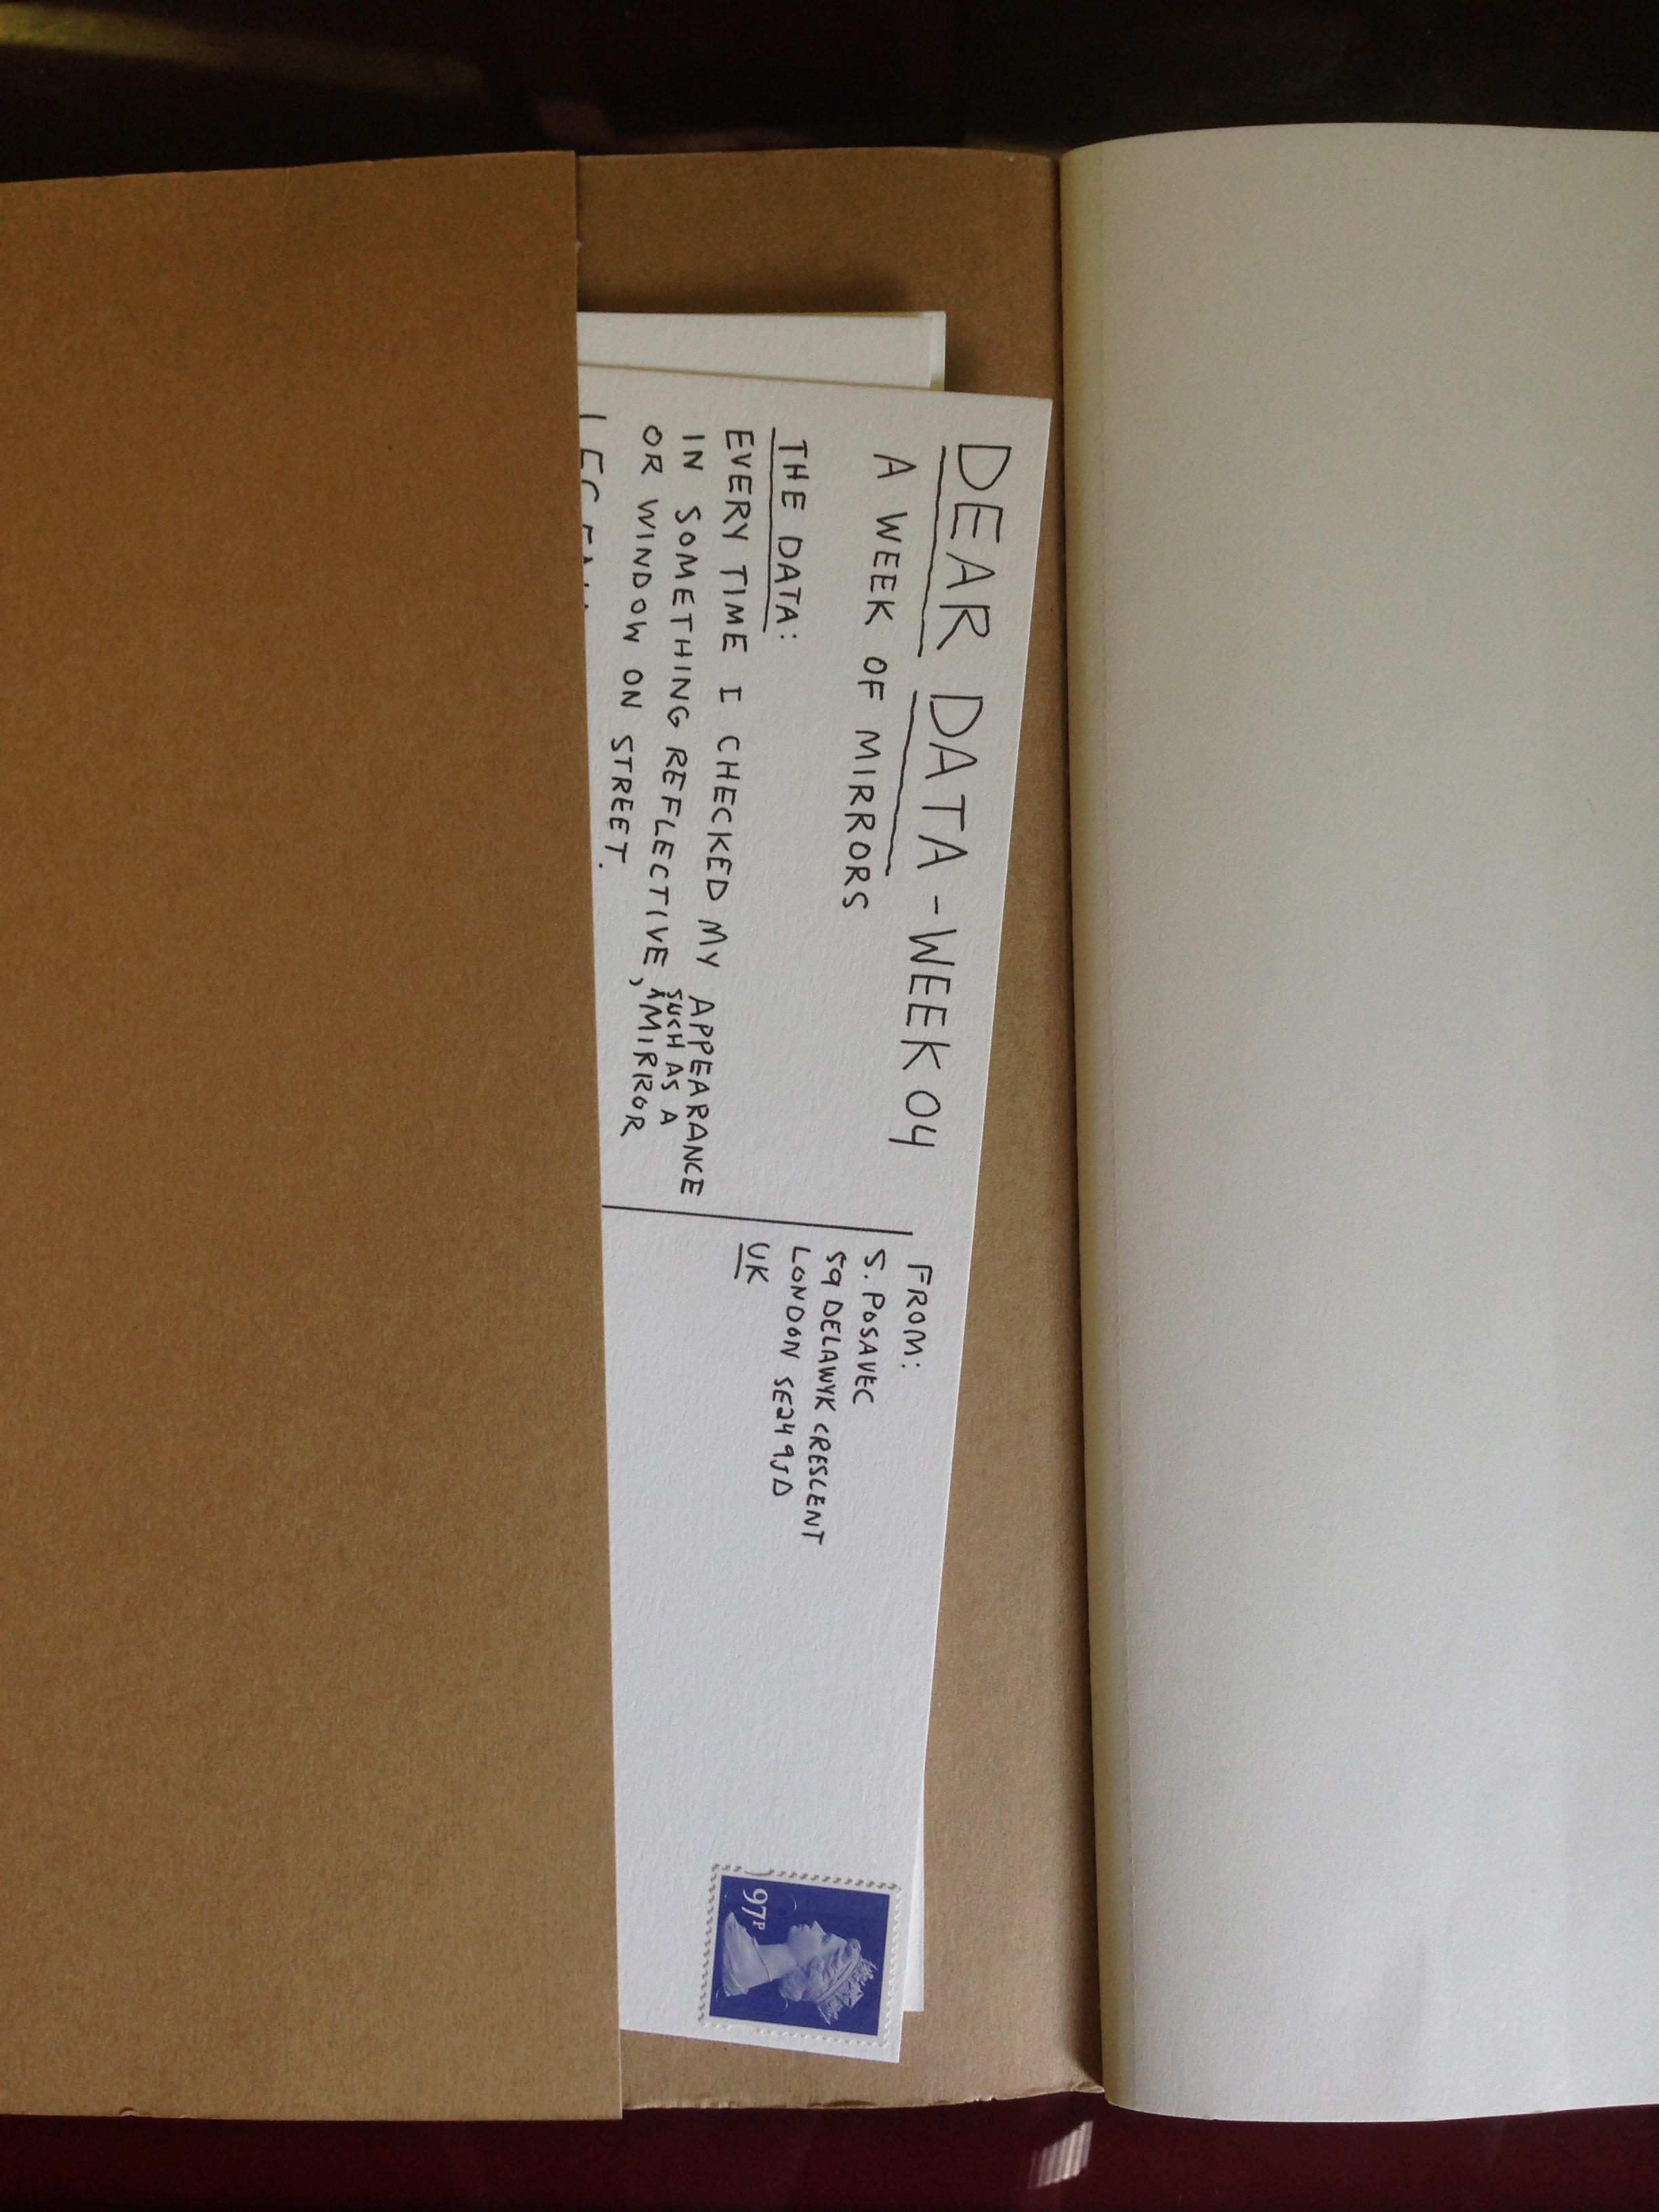 DEAR DATA - WEEK 04
A WEEK OF MIRRORS
THE DATA:
EVERY TIME I CHECKED MY APPEARANCE
IN SOMETHING REFLECTIVE, SUCH AS A MIRROR
OR WINDOW ON STREET.
FROM:
S. POSAVEC
59 DELAWYK CRESCENT
LONDON SE24 9JD
UK
97P